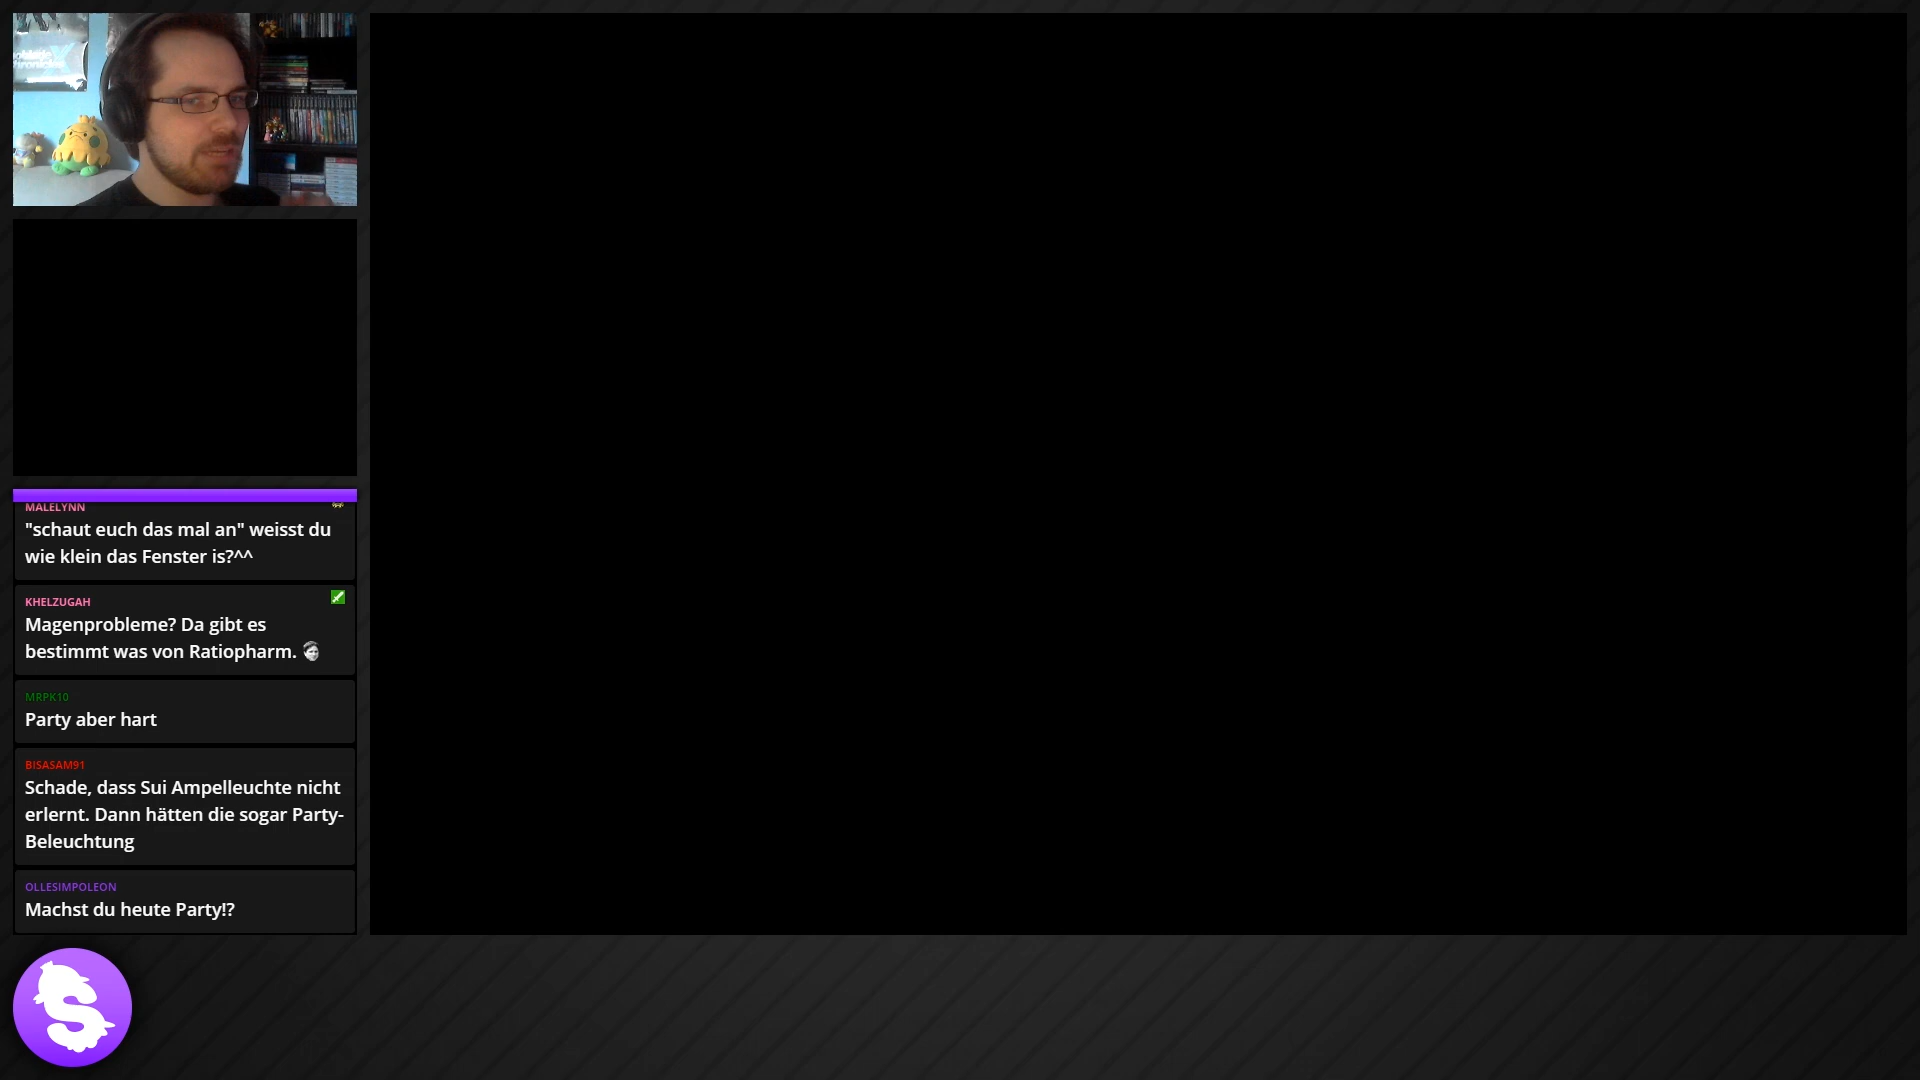 MALELYNN
"schaut euch das mal an" weisst du
wie klein das Fenster is?^^
KHELZUGAH
Magenprobleme? Da gibt es
bestimmt was von Ratiopharm.
MRPK10
Party aber hart
BISASAM91
Schade, dass Sui Ampelleuchte nicht
erlernt. Dann hätten die sogar Party-
Beleuchtung
OLLESIMPOLEON
Machst du heute Party!?
S